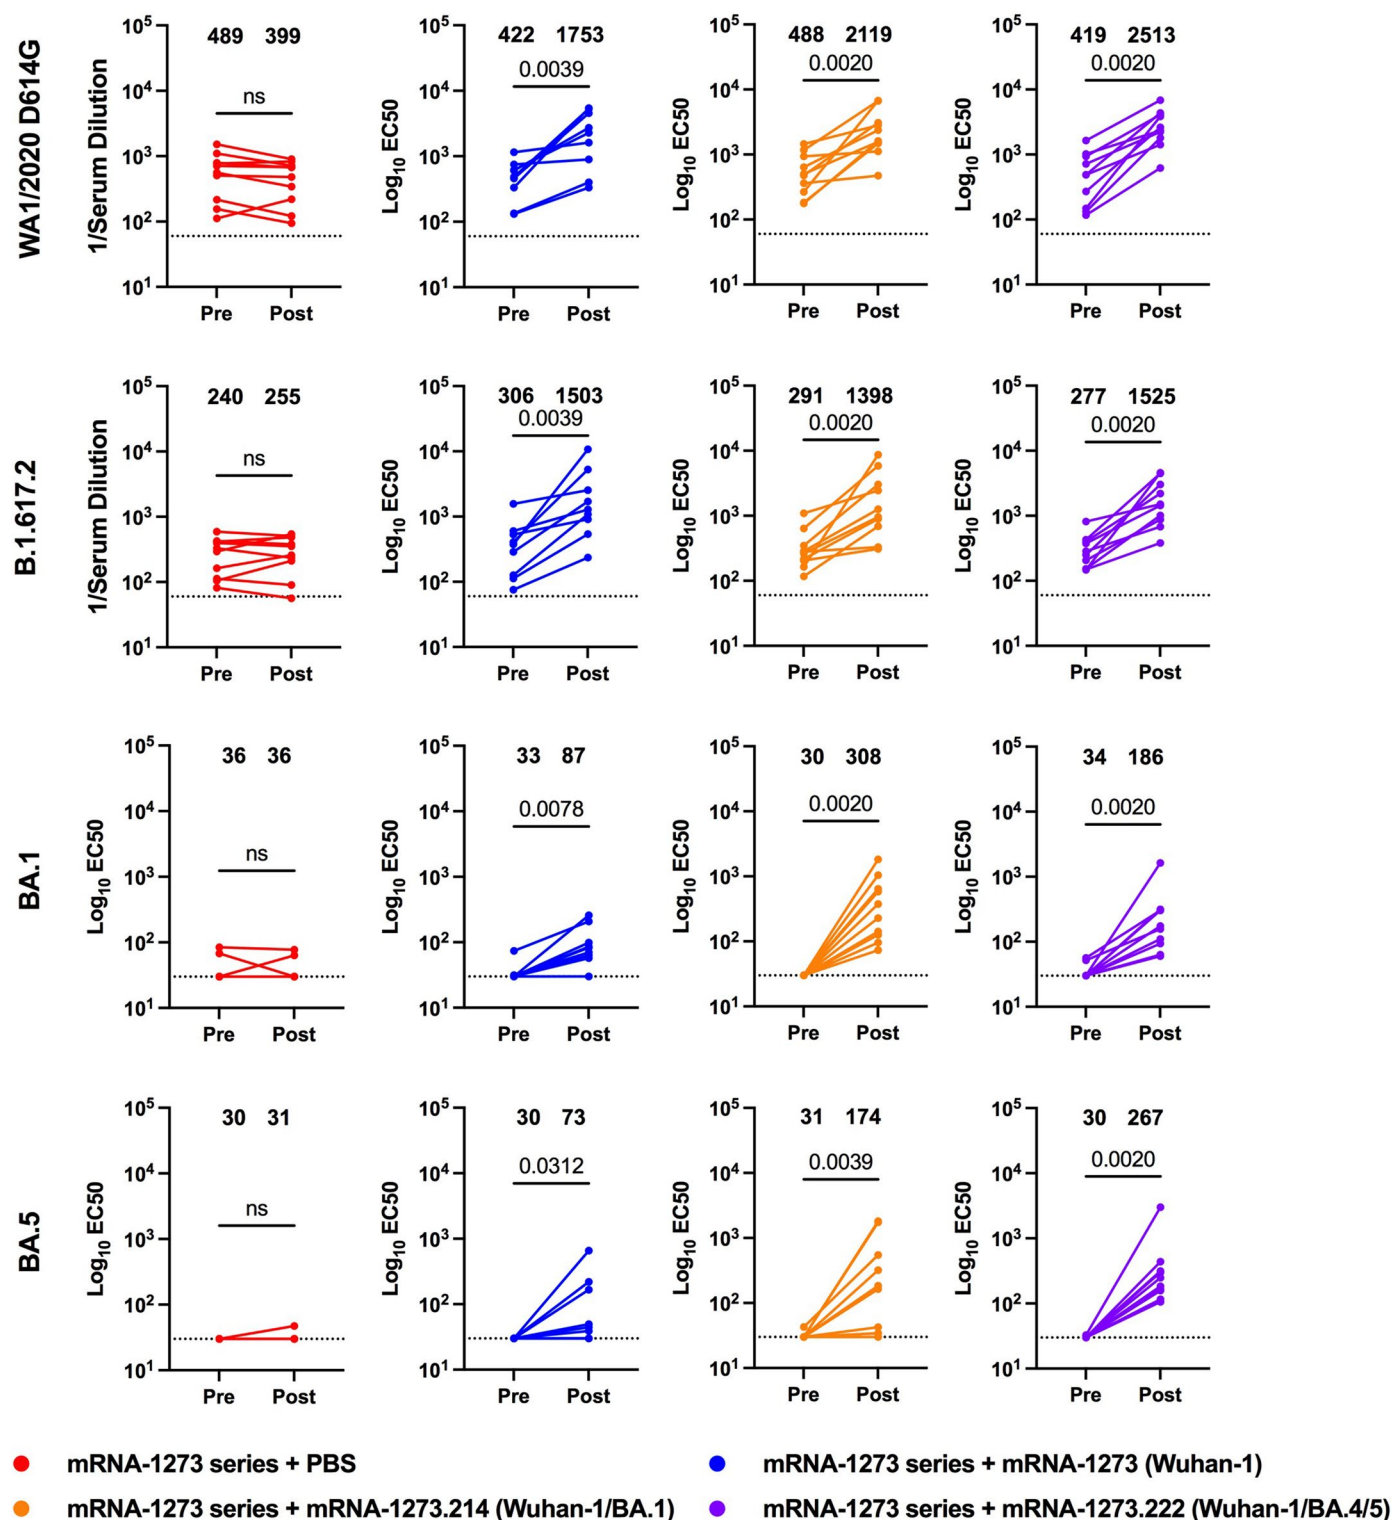 WA1/2020 D614G
1/Serum Dilution
10⁵
10⁴
10³
10²
10¹
489 399
ns
Pre Post
Log₁₀ EC50
10⁵
10⁴
10³
10²
10¹
422 1753
0.0039
Pre Post
Log₁₀ EC50
10⁵
10⁴
10³
10²
10¹
488 2119
0.0020
Pre Post
Log₁₀ EC50
10⁵
10⁴
10³
10²
10¹
419 2513
0.0020
Pre Post
B.1.617.2
1/Serum Dilution
10⁵
10⁴
10³
10²
10¹
240 255
ns
Pre Post
Log₁₀ EC50
10⁵
10⁴
10³
10²
10¹
306 1503
0.0039
Pre Post
Log₁₀ EC50
10⁵
10⁴
10³
10²
10¹
291 1398
0.0020
Pre Post
Log₁₀ EC50
10⁵
10⁴
10³
10²
10¹
277 1525
0.0020
Pre Post
BA.1
Log₁₀ EC50
10⁵
10⁴
10³
10²
10¹
36 36
ns
Pre Post
Log₁₀ EC50
10⁵
10⁴
10³
10²
10¹
33 87
0.0078
Pre Post
Log₁₀ EC50
10⁵
10⁴
10³
10²
10¹
30 308
0.0020
Pre Post
Log₁₀ EC50
10⁵
10⁴
10³
10²
10¹
34 186
0.0020
Pre Post
BA.5
Log₁₀ EC50
10⁵
10⁴
10³
10²
10¹
30 31
ns
Pre Post
Log₁₀ EC50
10⁵
10⁴
10³
10²
10¹
30 73
0.0312
Pre Post
Log₁₀ EC50
10⁵
10⁴
10³
10²
10¹
31 174
0.0039
Pre Post
Log₁₀ EC50
10⁵
10⁴
10³
10²
10¹
30 267
0.0020
Pre Post
mRNA-1273 series + PBS
mRNA-1273 series + mRNA-1273 (Wuhan-1)
mRNA-1273 series + mRNA-1273.214 (Wuhan-1/BA.1)
mRNA-1273 series + mRNA-1273.222 (Wuhan-1/BA.4/5)